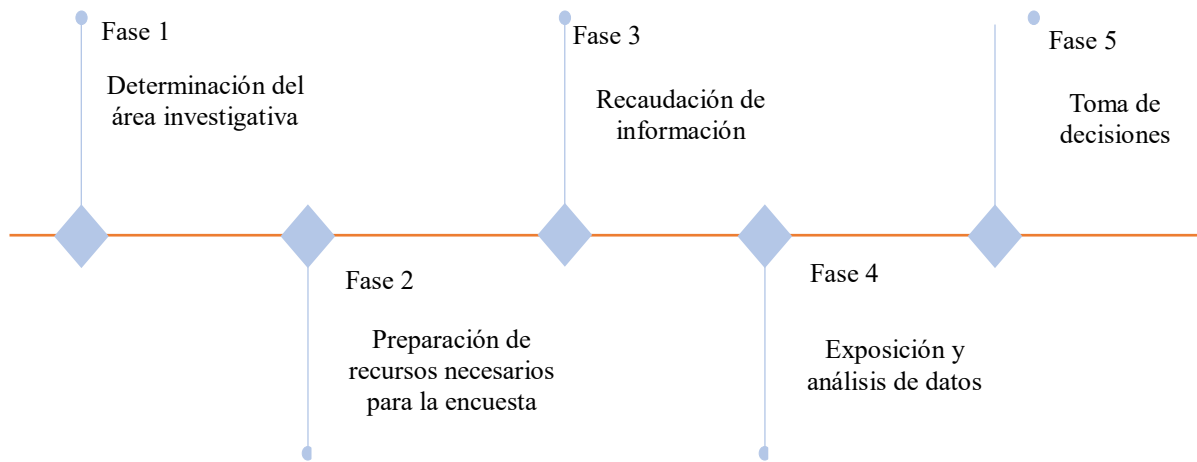 Fase 1
Determinación del
área investigativa
Fase 2
Preparación de
recursos necesarios
para la encuesta
Fase 3
Recaudación de
información
Fase 4
Exposición y
análisis de datos
Fase 5
Toma de
decisiones